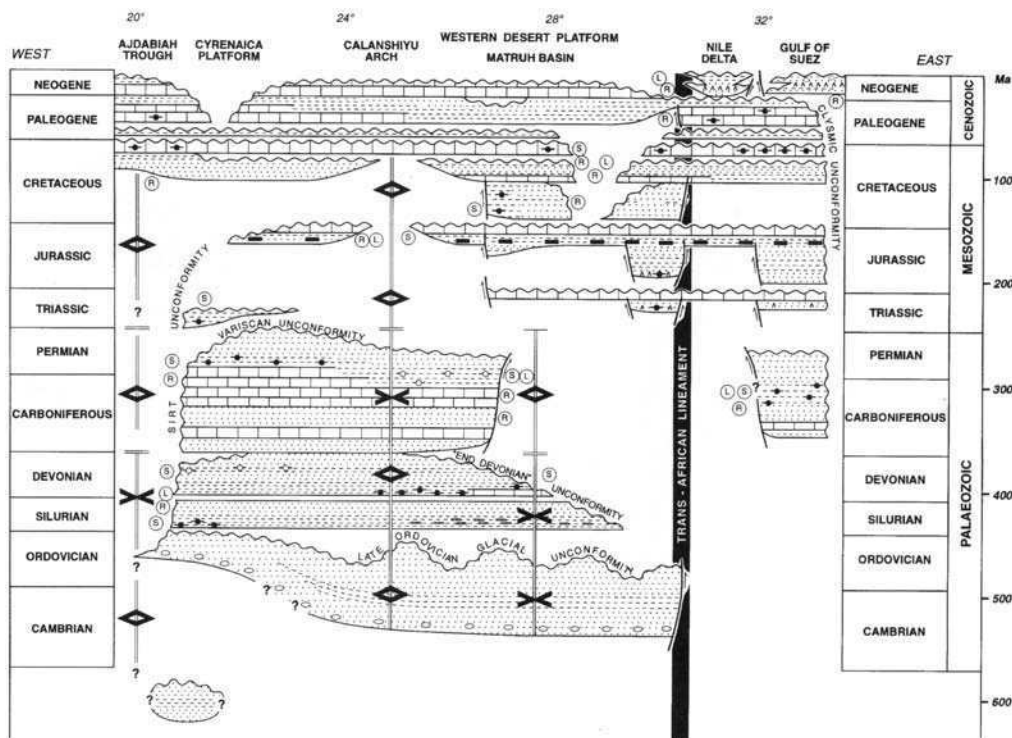 20° 24° 28° 32°
WESTERN DESERT PLATFORM
WEST AJDABIAH TROUGH CYRENAICA PLATFORM CALANSHIYU ARCH MATRUH BASIN NILE DELTA GULF OF SUEZ EAST
Ma
NEOGENE L R R NEOGENE
PALEOGENE R PALEOGENE
CENOZOIC
CLYSMIC UNCONFORMITY
S
CRETACEOUS R R L R R S CRETACEOUS
100
JURASSIC R L S JURASSIC
MESOZOIC
200
UNCONFORMITY
TRIASSIC ? S TRIASSIC
VARISCAN UNCONFORMITY
PERMIAN S R S L PERMIAN
?
300
SIRT
CARBONIFEROUS R R L S R CARBONIFEROUS
TRANS - AFRICAN LINEAMENT
DEVONIAN S L "END DEVONIAN" S UNCONFORMITY DEVONIAN
400
SILURIAN R S SILURIAN
PALAEOZOIC
ORDOVICIAN ? LATE ORDOVICIAN GLACIAL UNCONFORMITY ORDOVICIAN
? ?
500
CAMBRIAN CAMBRIAN
?
? ? ?
600